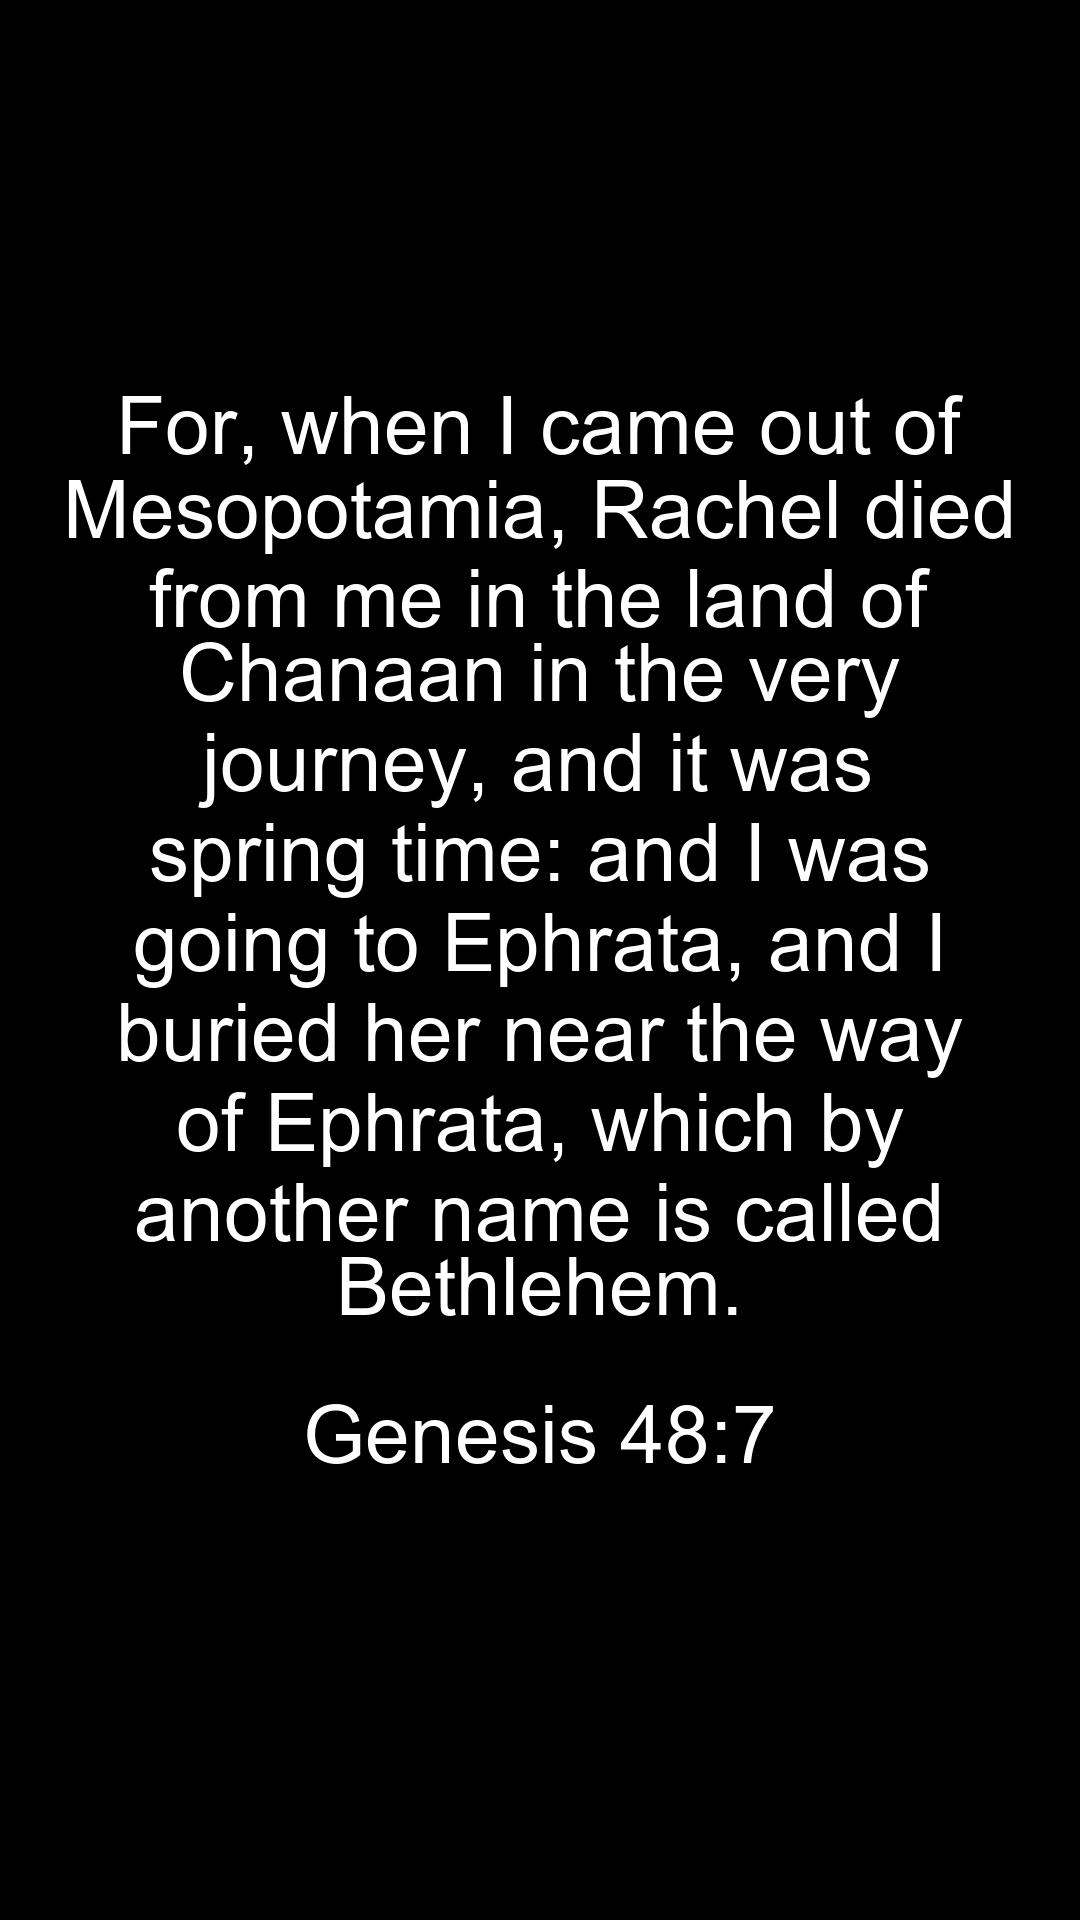 For, when I came out of
Mesopotamia, Rachel died
from me in the land of
Chanaan in the very
journey, and it was
spring time: and I was
going to Ephrata, and I
buried her near the way
of Ephrata, which by
another name is called
Bethlehem.
Genesis 48:7